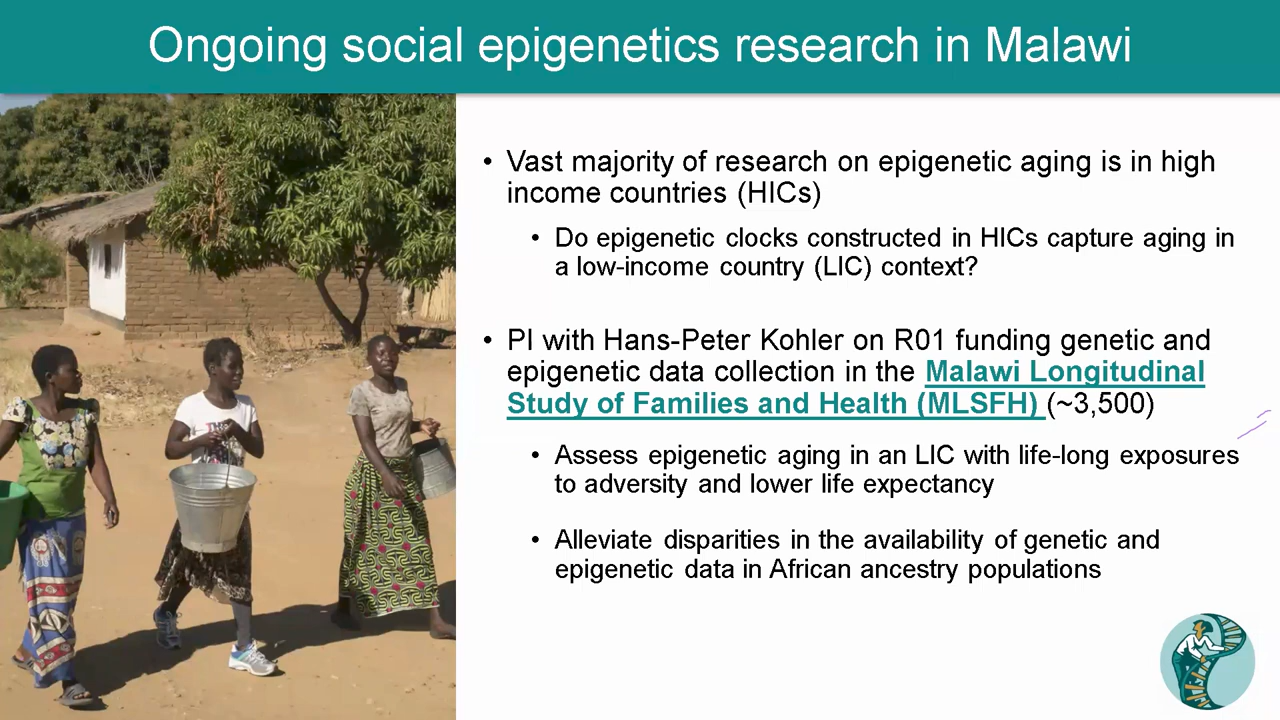 Ongoing social epigenetics research in Malawi
• Vast majority of research on epigenetic aging is in high
income countries (HICs)
• Do epigenetic clocks constructed in HICs capture aging in
a low-income country (LIC) context?
• PI with Hans-Peter Kohler on R01 funding genetic and
epigenetic data collection in the Malawi Longitudinal
Study of Families and Health (MLSFH) (~3,500)
• Assess epigenetic aging in an LIC with life-long exposures
to adversity and lower life expectancy
• Alleviate disparities in the availability of genetic and
epigenetic data in African ancestry populations